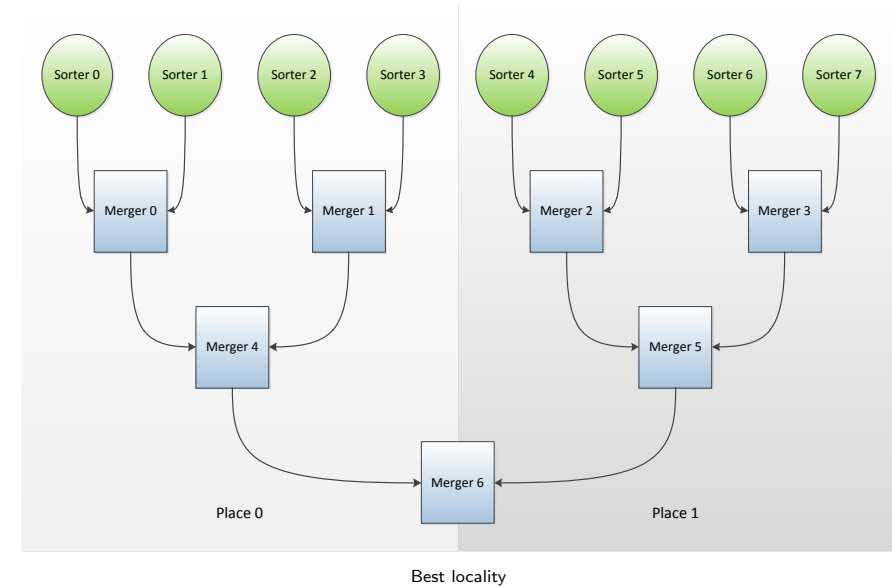 Sorter 0
Sorter 1
Sorter 2
Sorter 3
Sorter 4
Sorter 5
Sorter 6
Sorter 7
Merger 0
Merger 1
Merger 2
Merger 3
Merger 4
Merger 5
Merger 6
Place 0
Place 1
Best locality